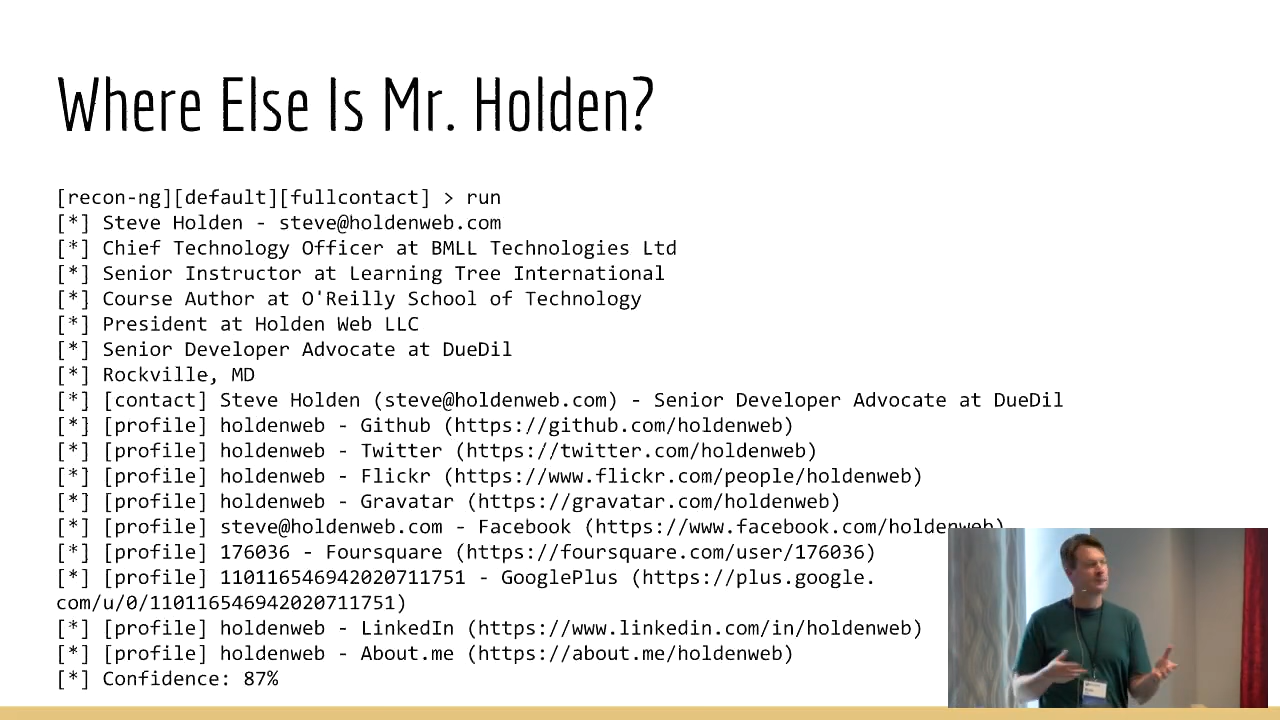 Where Else Is Mr. Holden?
[recon-ng][default][fullcontact] > run
[*] Steve Holden - steve@holdenweb.com
[*] Chief Technology Officer at BMLL Technologies Ltd
[*] Senior Instructor at Learning Tree International
[*] Course Author at O'Reilly School of Technology
[*] President at Holden Web LLC
[*] Senior Developer Advocate at DueDil
[*] Rockville, MD
[*] [contact] Steve Holden (steve@holdenweb.com) - Senior Developer Advocate at DueDil
[*] [profile] holdenweb - Github (https://github.com/holdenweb)
[*] [profile] holdenweb - Twitter (https://twitter.com/holdenweb)
[*] [profile] holdenweb - Flickr (https://www.flickr.com/people/holdenweb)
[*] [profile] holdenweb - Gravatar (https://gravatar.com/holdenweb)
[*] [profile] steve@holdenweb.com - Facebook (https://www.facebook.com/holdenweb)
[*] [profile] 176036 - Foursquare (https://foursquare.com/user/176036)
[*] [profile] 110116546942020711751 - GooglePlus (https://plus.google.
com/u/0/110116546942020711751)
[*] [profile] holdenweb - LinkedIn (https://www.linkedin.com/in/holdenweb)
[*] [profile] holdenweb - About.me (https://about.me/holdenweb)
[*] Confidence: 87%